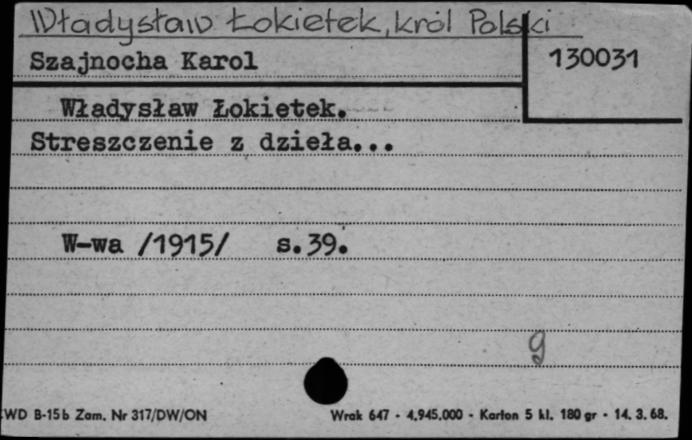 Władysław Łokietek, król Polski
Szajnocha Karol 130031
Władysław Łokietek.
Streszczenie z dzieła...
W-wa /1915/ s.39.
g
WD B-15b Zam. Nr 317/DW/ON Wrak 647 - 4.945.000 - Karton 5 kl. 180 gr - 14. 3. 68.